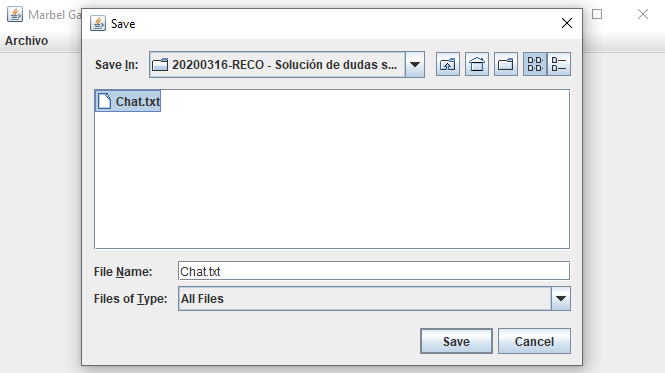 Marbel Ga
Save
Archivo
Save In:
20200316-RECO - Solución de dudas s...
Chat.txt
File Name:
Chat.txt
Files of Type:
All Files
Save
Cancel